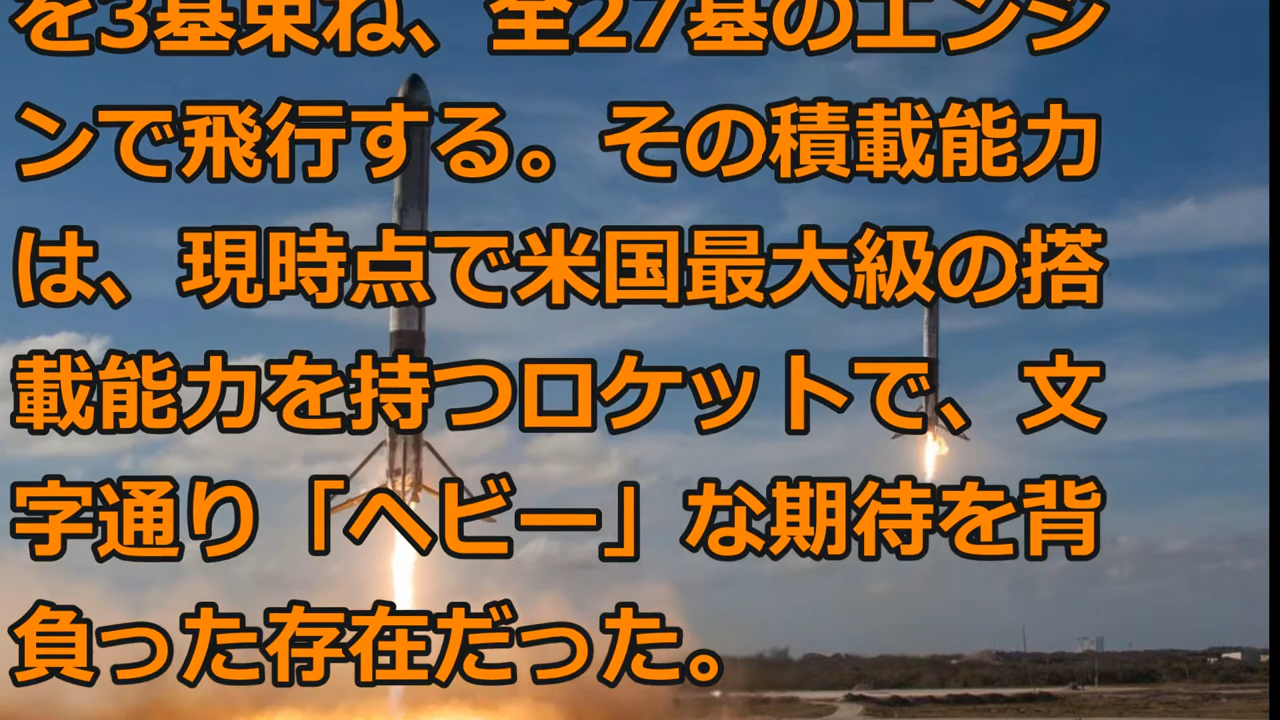 を3基束ね、全27基のエンジ
ンで飛行する。その積載能力
は、現時点で米国最大級の搭
載能力を持つロケットで、文
字通り「ヘビー」な期待を背
負った存在だった。